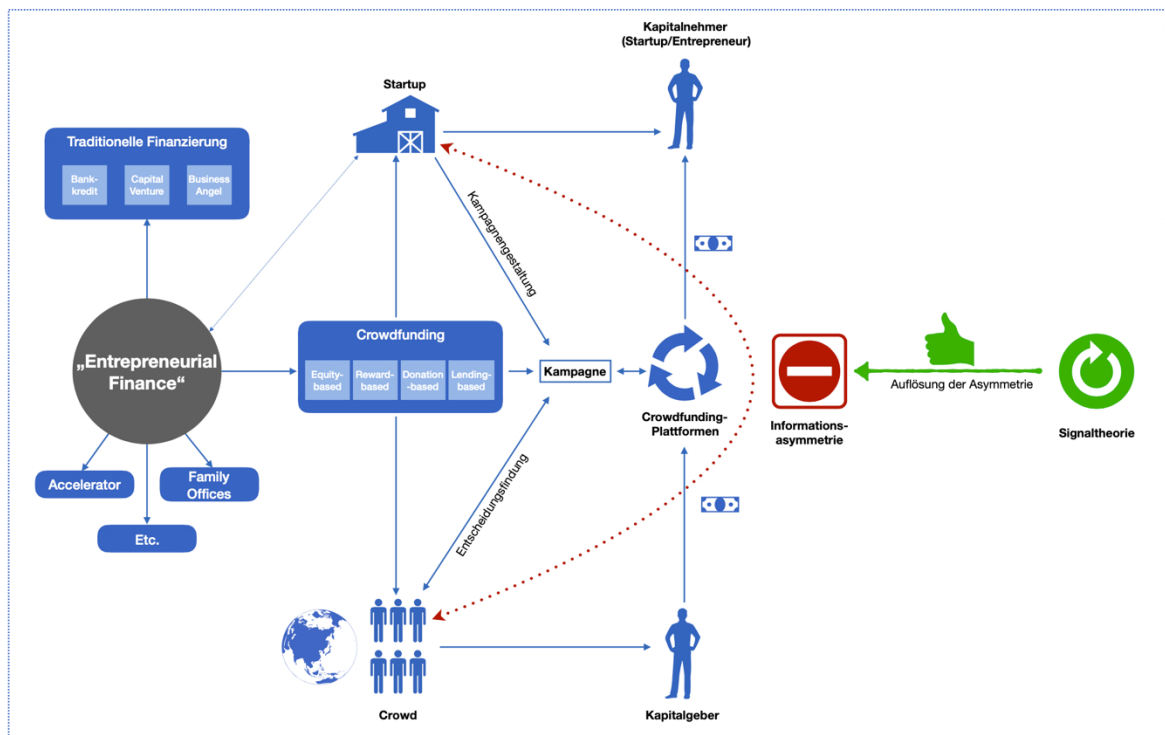 Kapitalnehmer
(Startup/Entrepreneur)
Startup
Traditionelle Finanzierung
Bank-
kredit
Capital
Venture
Business
Angel
Kampagnengestaltung
„Entrepreneurial
Finance“
Crowdfunding
Equity-
based
Reward-
based
Donation
-based
Lending-
based
Kampagne
Crowdfunding-
Plattformen
Informations-
asymmetrie
Auflösung der Asymmetrie
Signaltheorie
Accelerator
Family
Offices
Etc.
Entscheidungsfindung
Crowd
Kapitalgeber